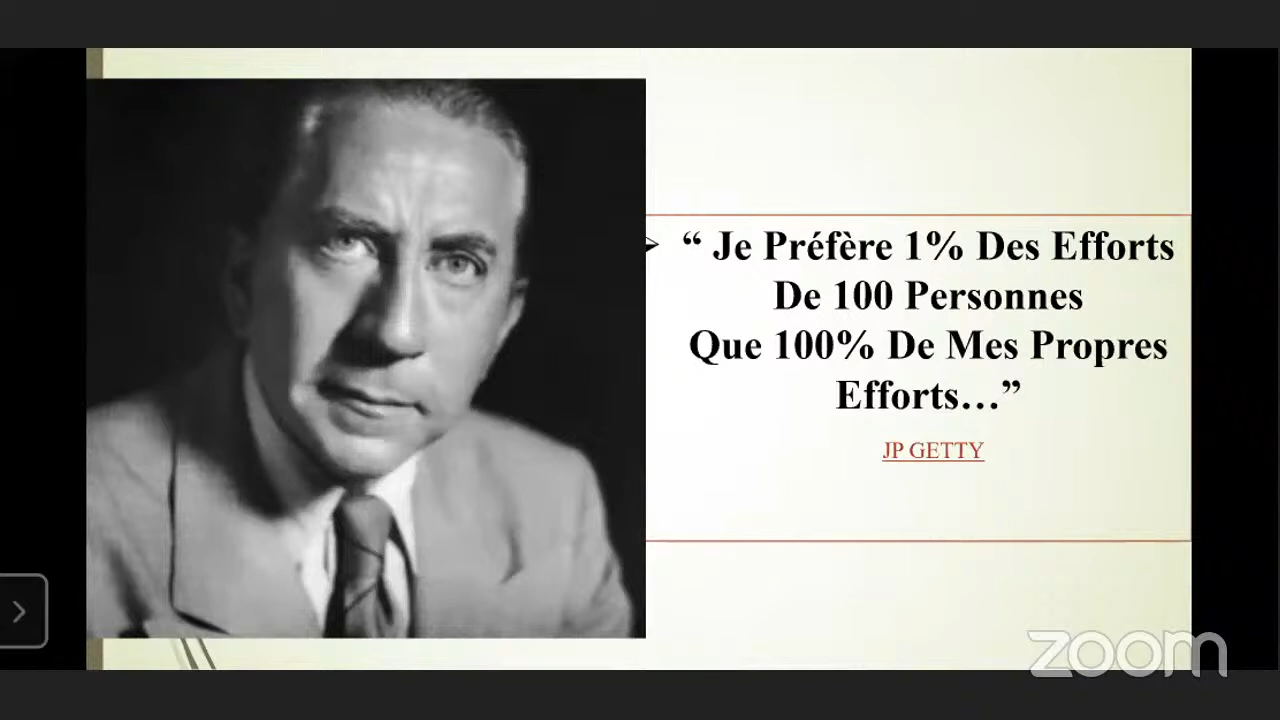 “ Je Préfère 1% Des Efforts
De 100 Personnes
Que 100% De Mes Propres
Efforts…”
JP GETTY
zoom